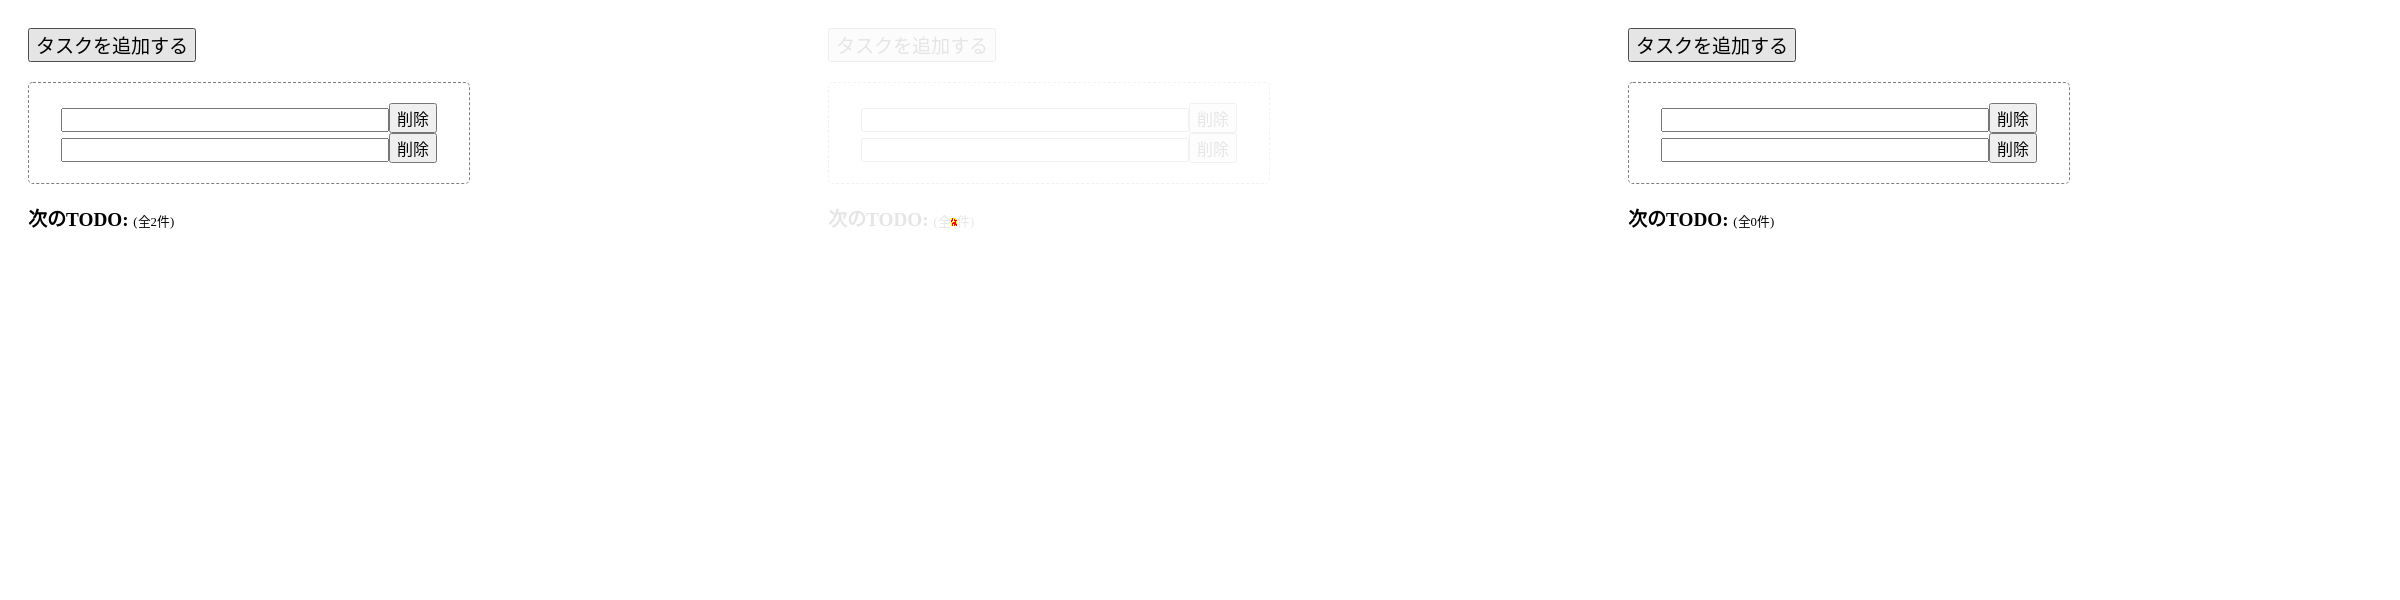 タスクを追加する
削除
削除
次のTODO: (全2件)
タスクを追加する
削除
削除
次のTODO: (全 件)
タスクを追加する
削除
削除
次のTODO: (全0件)